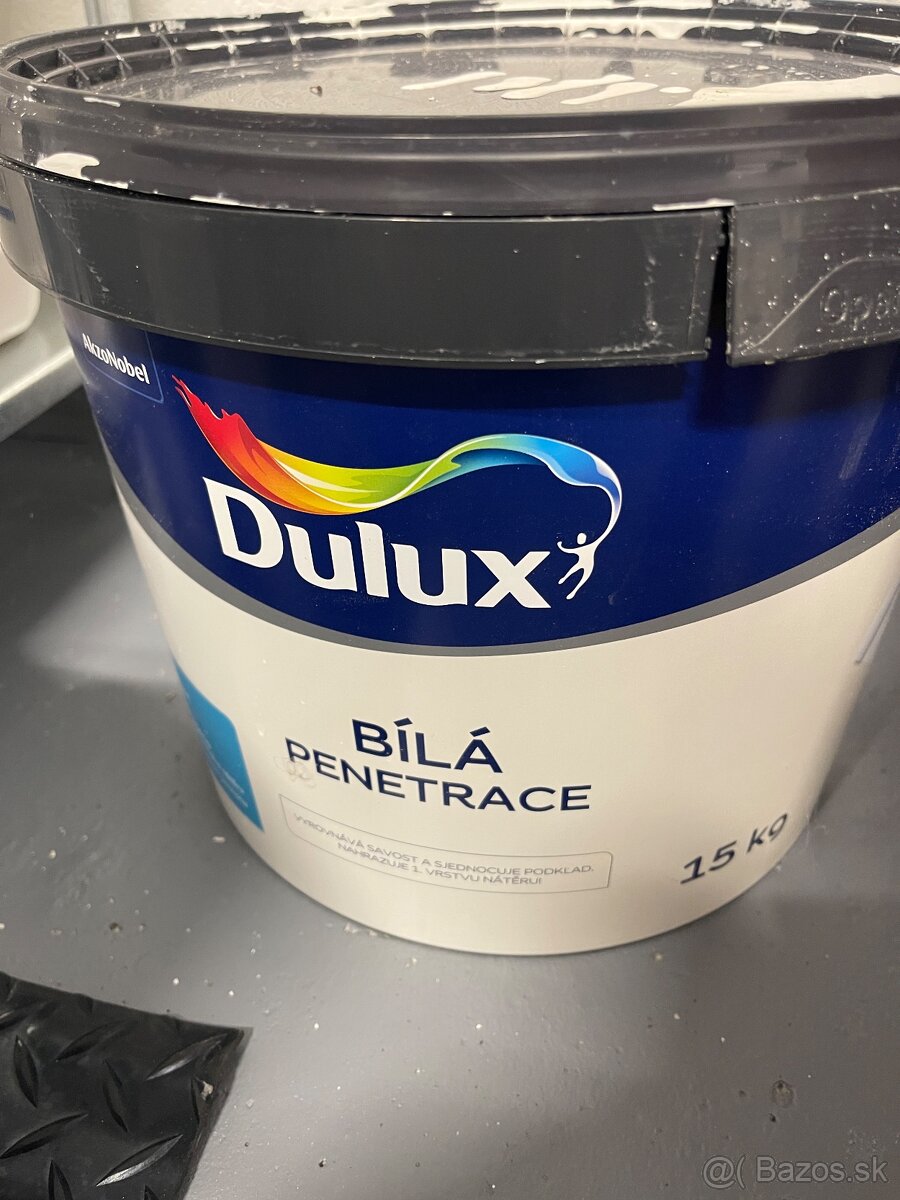 AkzoNobel
Dulux
BÍLÁ
PENETRACE
VYROVNÁVÁ SAVOST A SJEDNOCUJE PODKLAD.
NAHRAZUJE 1. VRSTVU NÁTĚRU!
15 kg
@( Bazos.sk